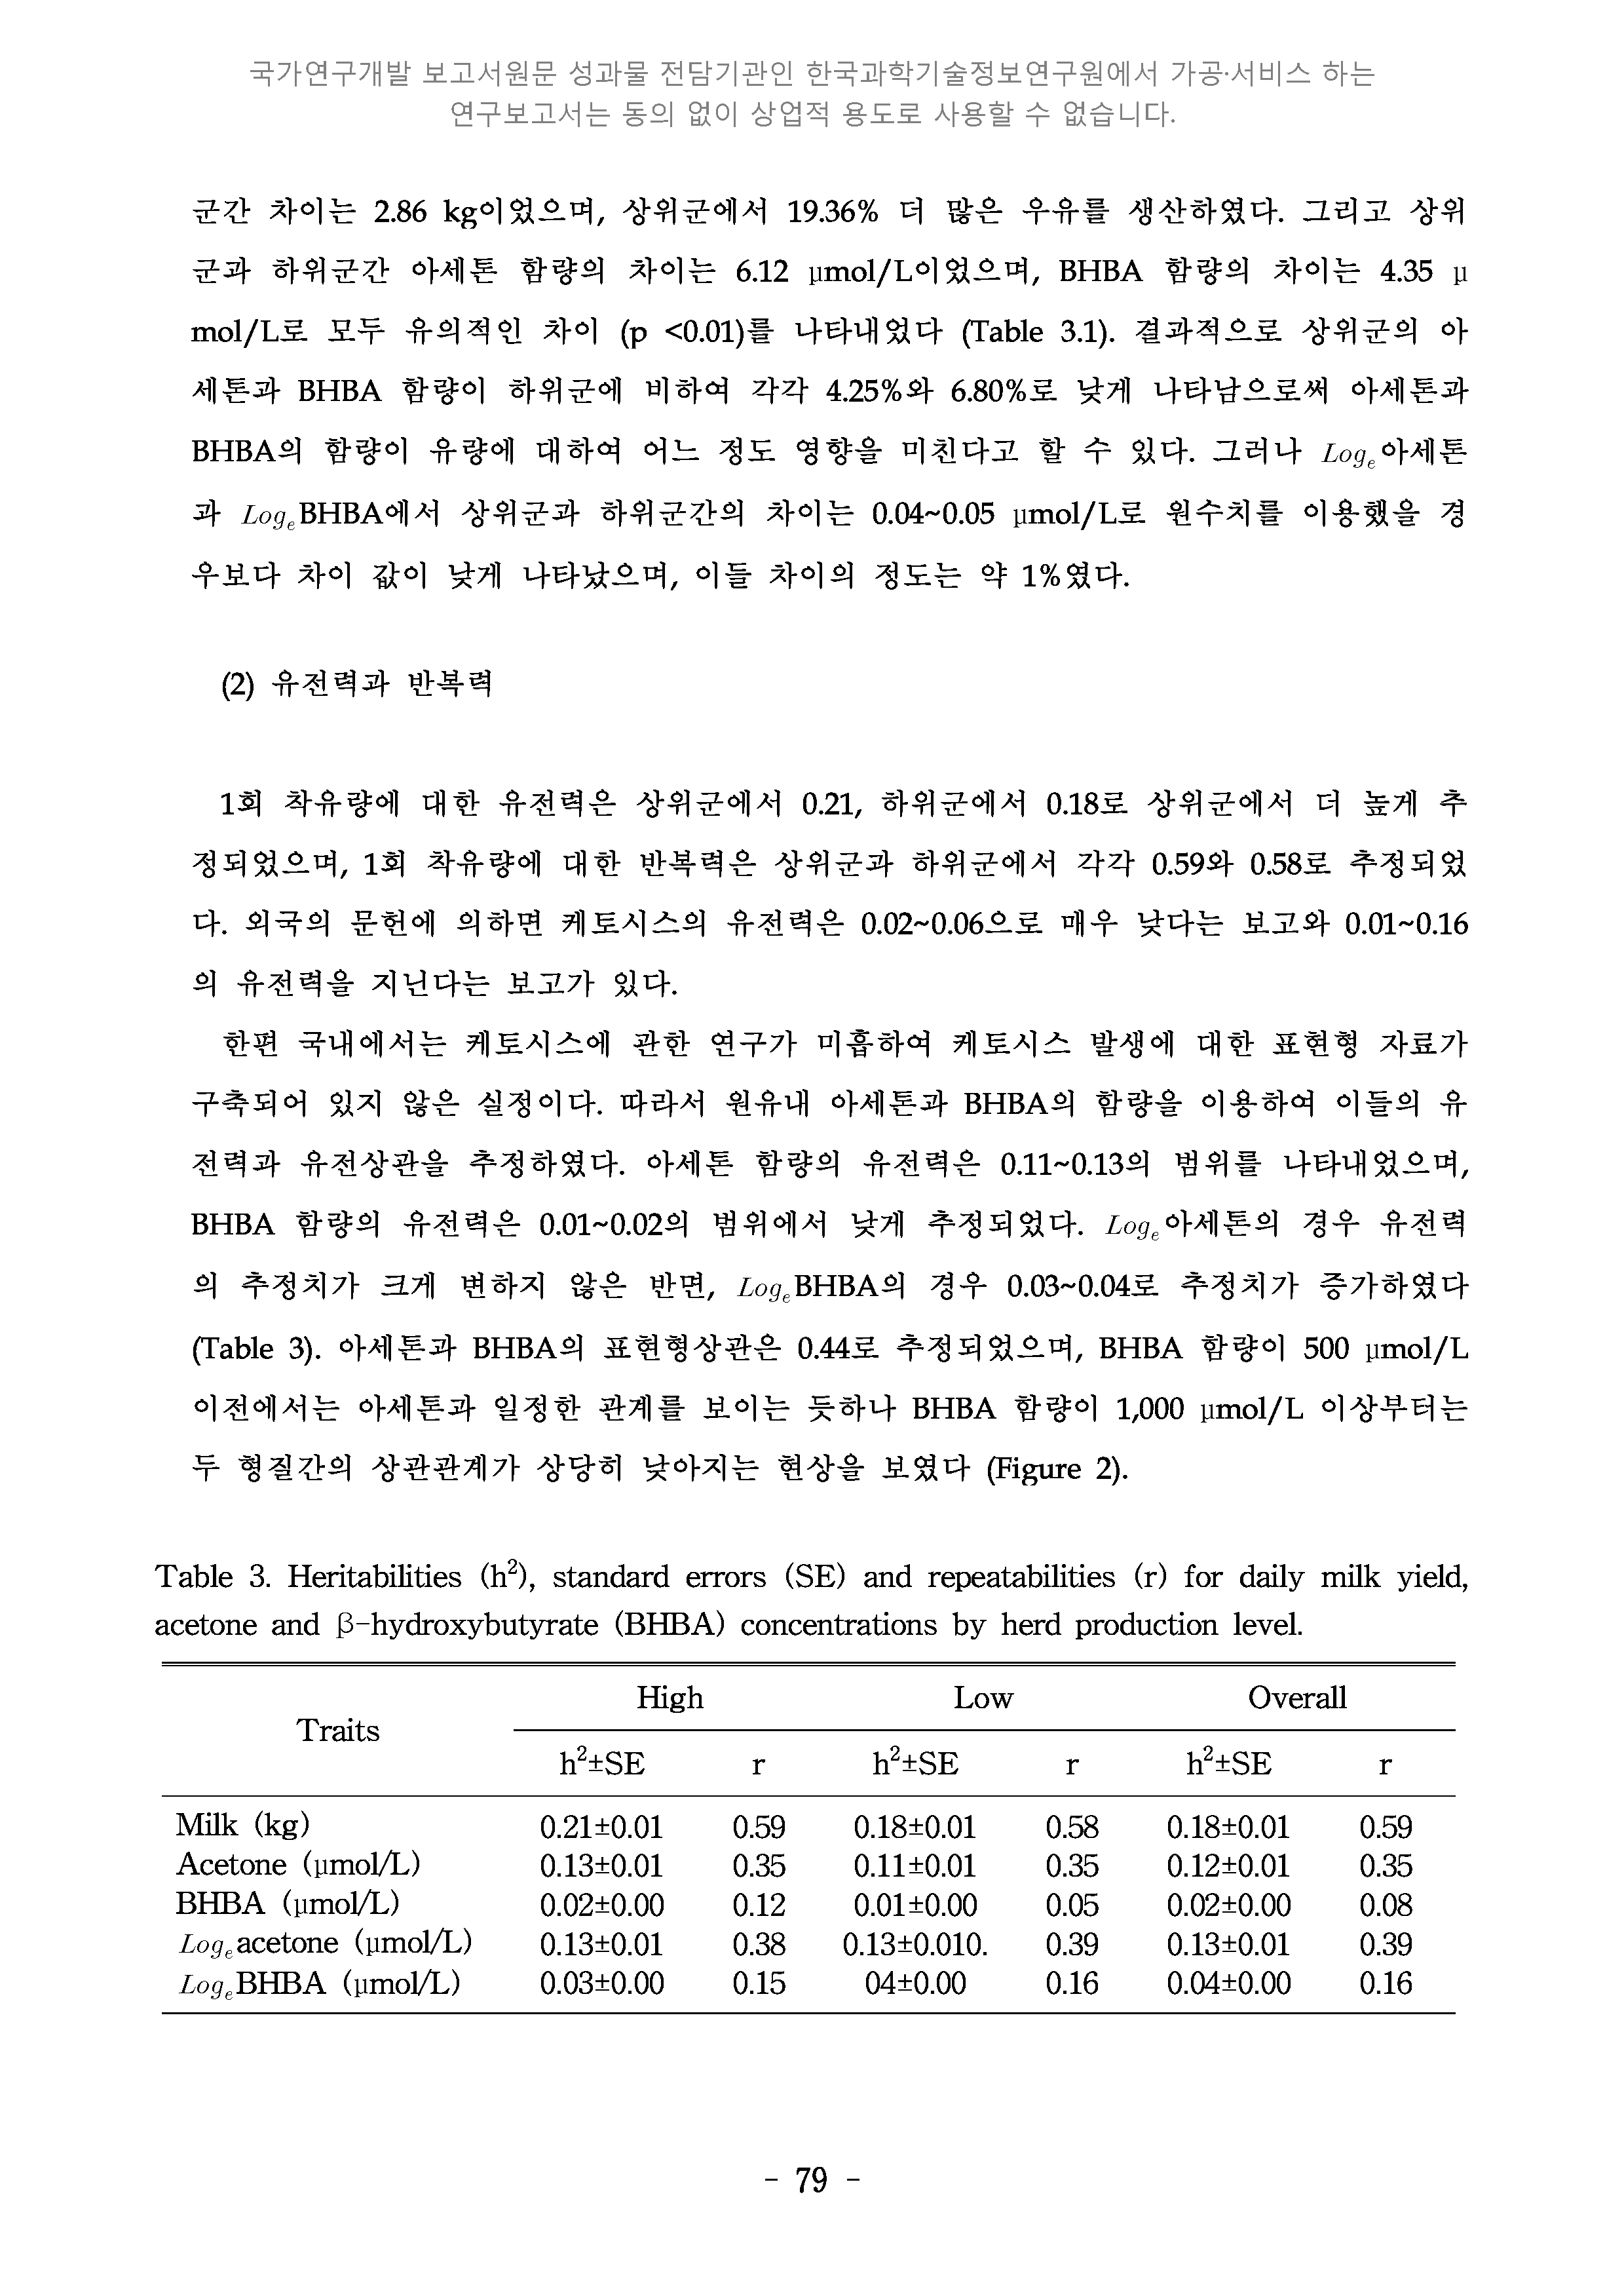 국가연구개발 보고서원문 성과물 전담기관인 한국과학기술정보연구원에서 가공·서비스 하는
연구보고서는 동의 없이 상업적 용도로 사용할 수 없습니다.
군간 차이는 2.86 kg이었으며, 상위군에서 19.36% 더 많은 우유를 생산하였다. 그리고 상위
군과 하위군간 아세톤 함량의 차이는 6.12 μmol/L이었으며, BHBA 함량의 차이는 4.35 μ
mol/L로 모두 유의적인 차이 (p <0.01)를 나타내었다 (Table 3.1). 결과적으로 상위군의 아
세톤과 BHBA 함량이 하위군에 비하여 각각 4.25%와 6.80%로 낮게 나타남으로써 아세톤과
BHBA의 함량이 유량에 대하여 어느 정도 영향을 미친다고 할 수 있다. 그러나 Logₑ아세톤
과 LogₑBHBA에서 상위군과 하위군간의 차이는 0.04~0.05 μmol/L로 원수치를 이용했을 경
우보다 차이 값이 낮게 나타났으며, 이들 차이의 정도는 약 1%였다.
(2) 유전력과 반복력
1회 착유량에 대한 유전력은 상위군에서 0.21, 하위군에서 0.18로 상위군에서 더 높게 추
정되었으며, 1회 착유량에 대한 반복력은 상위군과 하위군에서 각각 0.59와 0.58로 추정되었
다. 외국의 문헌에 의하면 케토시스의 유전력은 0.02~0.06으로 매우 낮다는 보고와 0.01~0.16
의 유전력을 지닌다는 보고가 있다.
한편 국내에서는 케토시스에 관한 연구가 미흡하여 케토시스 발생에 대한 표현형 자료가
구축되어 있지 않은 실정이다. 따라서 원유내 아세톤과 BHBA의 함량을 이용하여 이들의 유
전력과 유전상관을 추정하였다. 아세톤 함량의 유전력은 0.11~0.13의 범위를 나타내었으며,
BHBA 함량의 유전력은 0.01~0.02의 범위에서 낮게 추정되었다. Logₑ아세톤의 경우 유전력
의 추정치가 크게 변하지 않은 반면, LogₑBHBA의 경우 0.03~0.04로 추정치가 증가하였다
(Table 3). 아세톤과 BHBA의 표현형상관은 0.44로 추정되었으며, BHBA 함량이 500 μmol/L
이전에서는 아세톤과 일정한 관계를 보이는 듯하나 BHBA 함량이 1,000 μmol/L 이상부터는
두 형질간의 상관관계가 상당히 낮아지는 현상을 보였다 (Figure 2).
Table 3. Heritabilities (h²), standard errors (SE) and repeatabilities (r) for daily milk yield,
acetone and β-hydroxybutyrate (BHBA) concentrations by herd production level.
Traits High Low Overall
h²±SE r h²±SE r h²±SE r
Milk (kg) 0.21±0.01 0.59 0.18±0.01 0.58 0.18±0.01 0.59
Acetone (μmol/L) 0.13±0.01 0.35 0.11±0.01 0.35 0.12±0.01 0.35
BHBA (μmol/L) 0.02±0.00 0.12 0.01±0.00 0.05 0.02±0.00 0.08
Logₑacetone (μmol/L) 0.13±0.01 0.38 0.13±0.010. 0.39 0.13±0.01 0.39
LogₑBHBA (μmol/L) 0.03±0.00 0.15 04±0.00 0.16 0.04±0.00 0.16
- 79 -